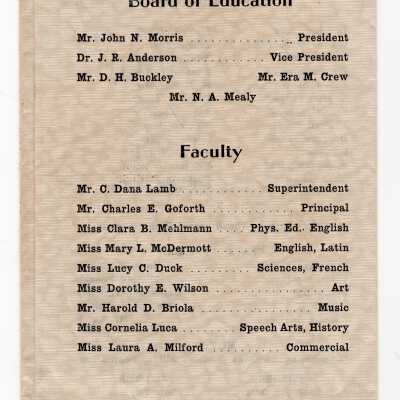 Board of Education
Mr. John N. Morris . . . . . . . . . . . . . . President
Dr. J. R. Anderson . . . . . . . . . . . . Vice President
Mr. D. H. Buckley Mr. Era M. Crew
Mr. N. A. Mealy
Faculty
Mr. C. Dana Lamb . . . . . . . . . . Superintendent
Mr. Charles E. Goforth . . . . . . . . . . Principal
Miss Clara B. Mehlmann . . . . Phys. Ed., English
Miss Mary L. McDermott . . . . . English, Latin
Miss Lucy C. Duck . . . . . . . . Sciences, French
Miss Dorothy E. Wilson . . . . . . . . . . . . . . Art
Mr. Harold D. Briola . . . . . . . . . . . . . . Music
Miss Cornelia Luca . . . . . . Speech Arts, History
Miss Laura A. Milford . . . . . . . . . . Commercial